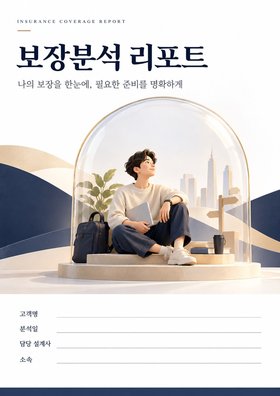 INSURANCE COVERAGE REPORT
보장분석 리포트
나의 보장을 한눈에, 필요한 준비를 명확하게
고객명
분석일
담당 설계사
소속